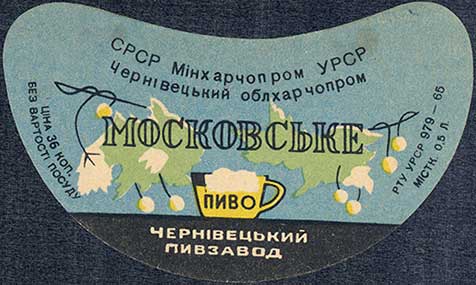 СРСР Мінхарчопром УРСР
Чернівецький облхарчопром
ЦІНА 36 КОП.
БЕЗ ВАРТОСТІ ПОСУДУ
МОСКОВСЬКЕ
РТУ УРСР 979—65
МІСТК. 0,5 Л.
ПИВО
ЧЕРНІВЕЦЬКИЙ
ПИВЗАВОД